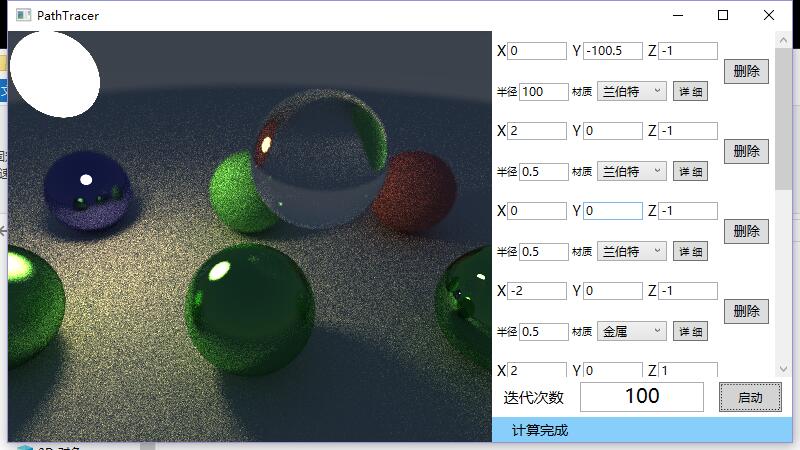 PathTracer
X 0 Y -100.5 Z -1
删除
半径 100 材质 兰伯特 详细
X 2 Y 0 Z -1
删除
半径 0.5 材质 兰伯特 详细
X 0 Y 0 Z -1
删除
半径 0.5 材质 兰伯特 详细
X -2 Y 0 Z -1
删除
半径 0.5 材质 金属 详细
X 2 Y 0 Z 1
迭代次数 100 启动
计算完成